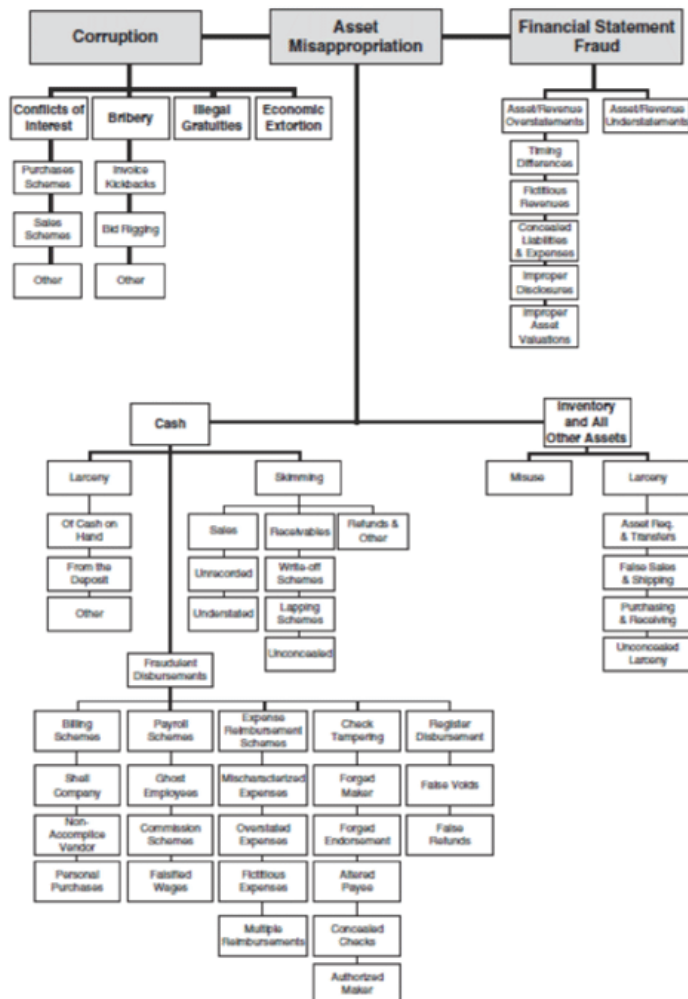 Corruption
Asset
Misappropriation
Financial Statement
Fraud
Conflicts of
Interest
Bribery
Illegal
Gratuities
Economic
Extortion
Asset/Revenue
Overstatements
Asset/Revenue
Understatements
Purchases
Schemes
Invoice
Kickbacks
Timing
Differences
Sales
Schemes
Bid Rigging
Fictitious
Revenues
Other
Other
Concealed
Liabilities
& Expenses
Improper
Disclosures
Improper
Asset
Valuations
Cash
Inventory
and All
Other Assets
Larceny
Skimming
Misuse
Larceny
Of Cash on
Hand
Sales
Receivables
Refunds &
Other
Asset Req.
& Transfers
From the
Deposit
Unrecorded
Write-off
Schemes
False Sales
& Shipping
Other
Understated
Lapping
Schemes
Purchasing
& Receiving
Unconcealed
Unconcealed
Larceny
Fraudulent
Disbursements
Billing
Schemes
Payroll
Schemes
Expense
Reimbursement
Schemes
Check
Tampering
Register
Disbursement
Shell
Company
Ghost
Employees
Mischaracterized
Expenses
Forged
Maker
False Voids
Non-
Accomplice
Vendor
Commission
Schemes
Overstated
Expenses
Forged
Endorsement
False
Refunds
Personal
Purchases
Falsified
Wages
Fictitious
Expenses
Altered
Payee
Multiple
Reimbursements
Concealed
Checks
Authorized
Maker